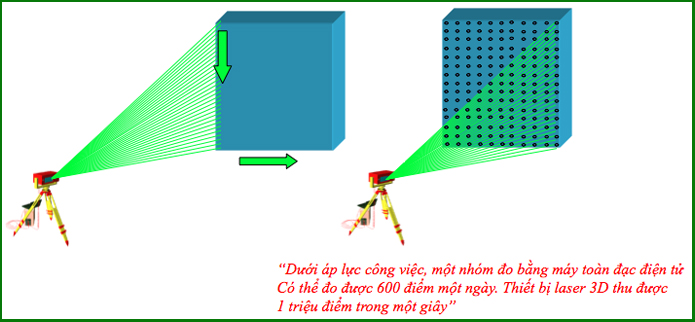 “Dưới áp lực công việc, một nhóm đo bằng máy toàn đạc điện tử
Có thể đo được 600 điểm một ngày. Thiết bị laser 3D thu được
1 triệu điểm trong một giây”